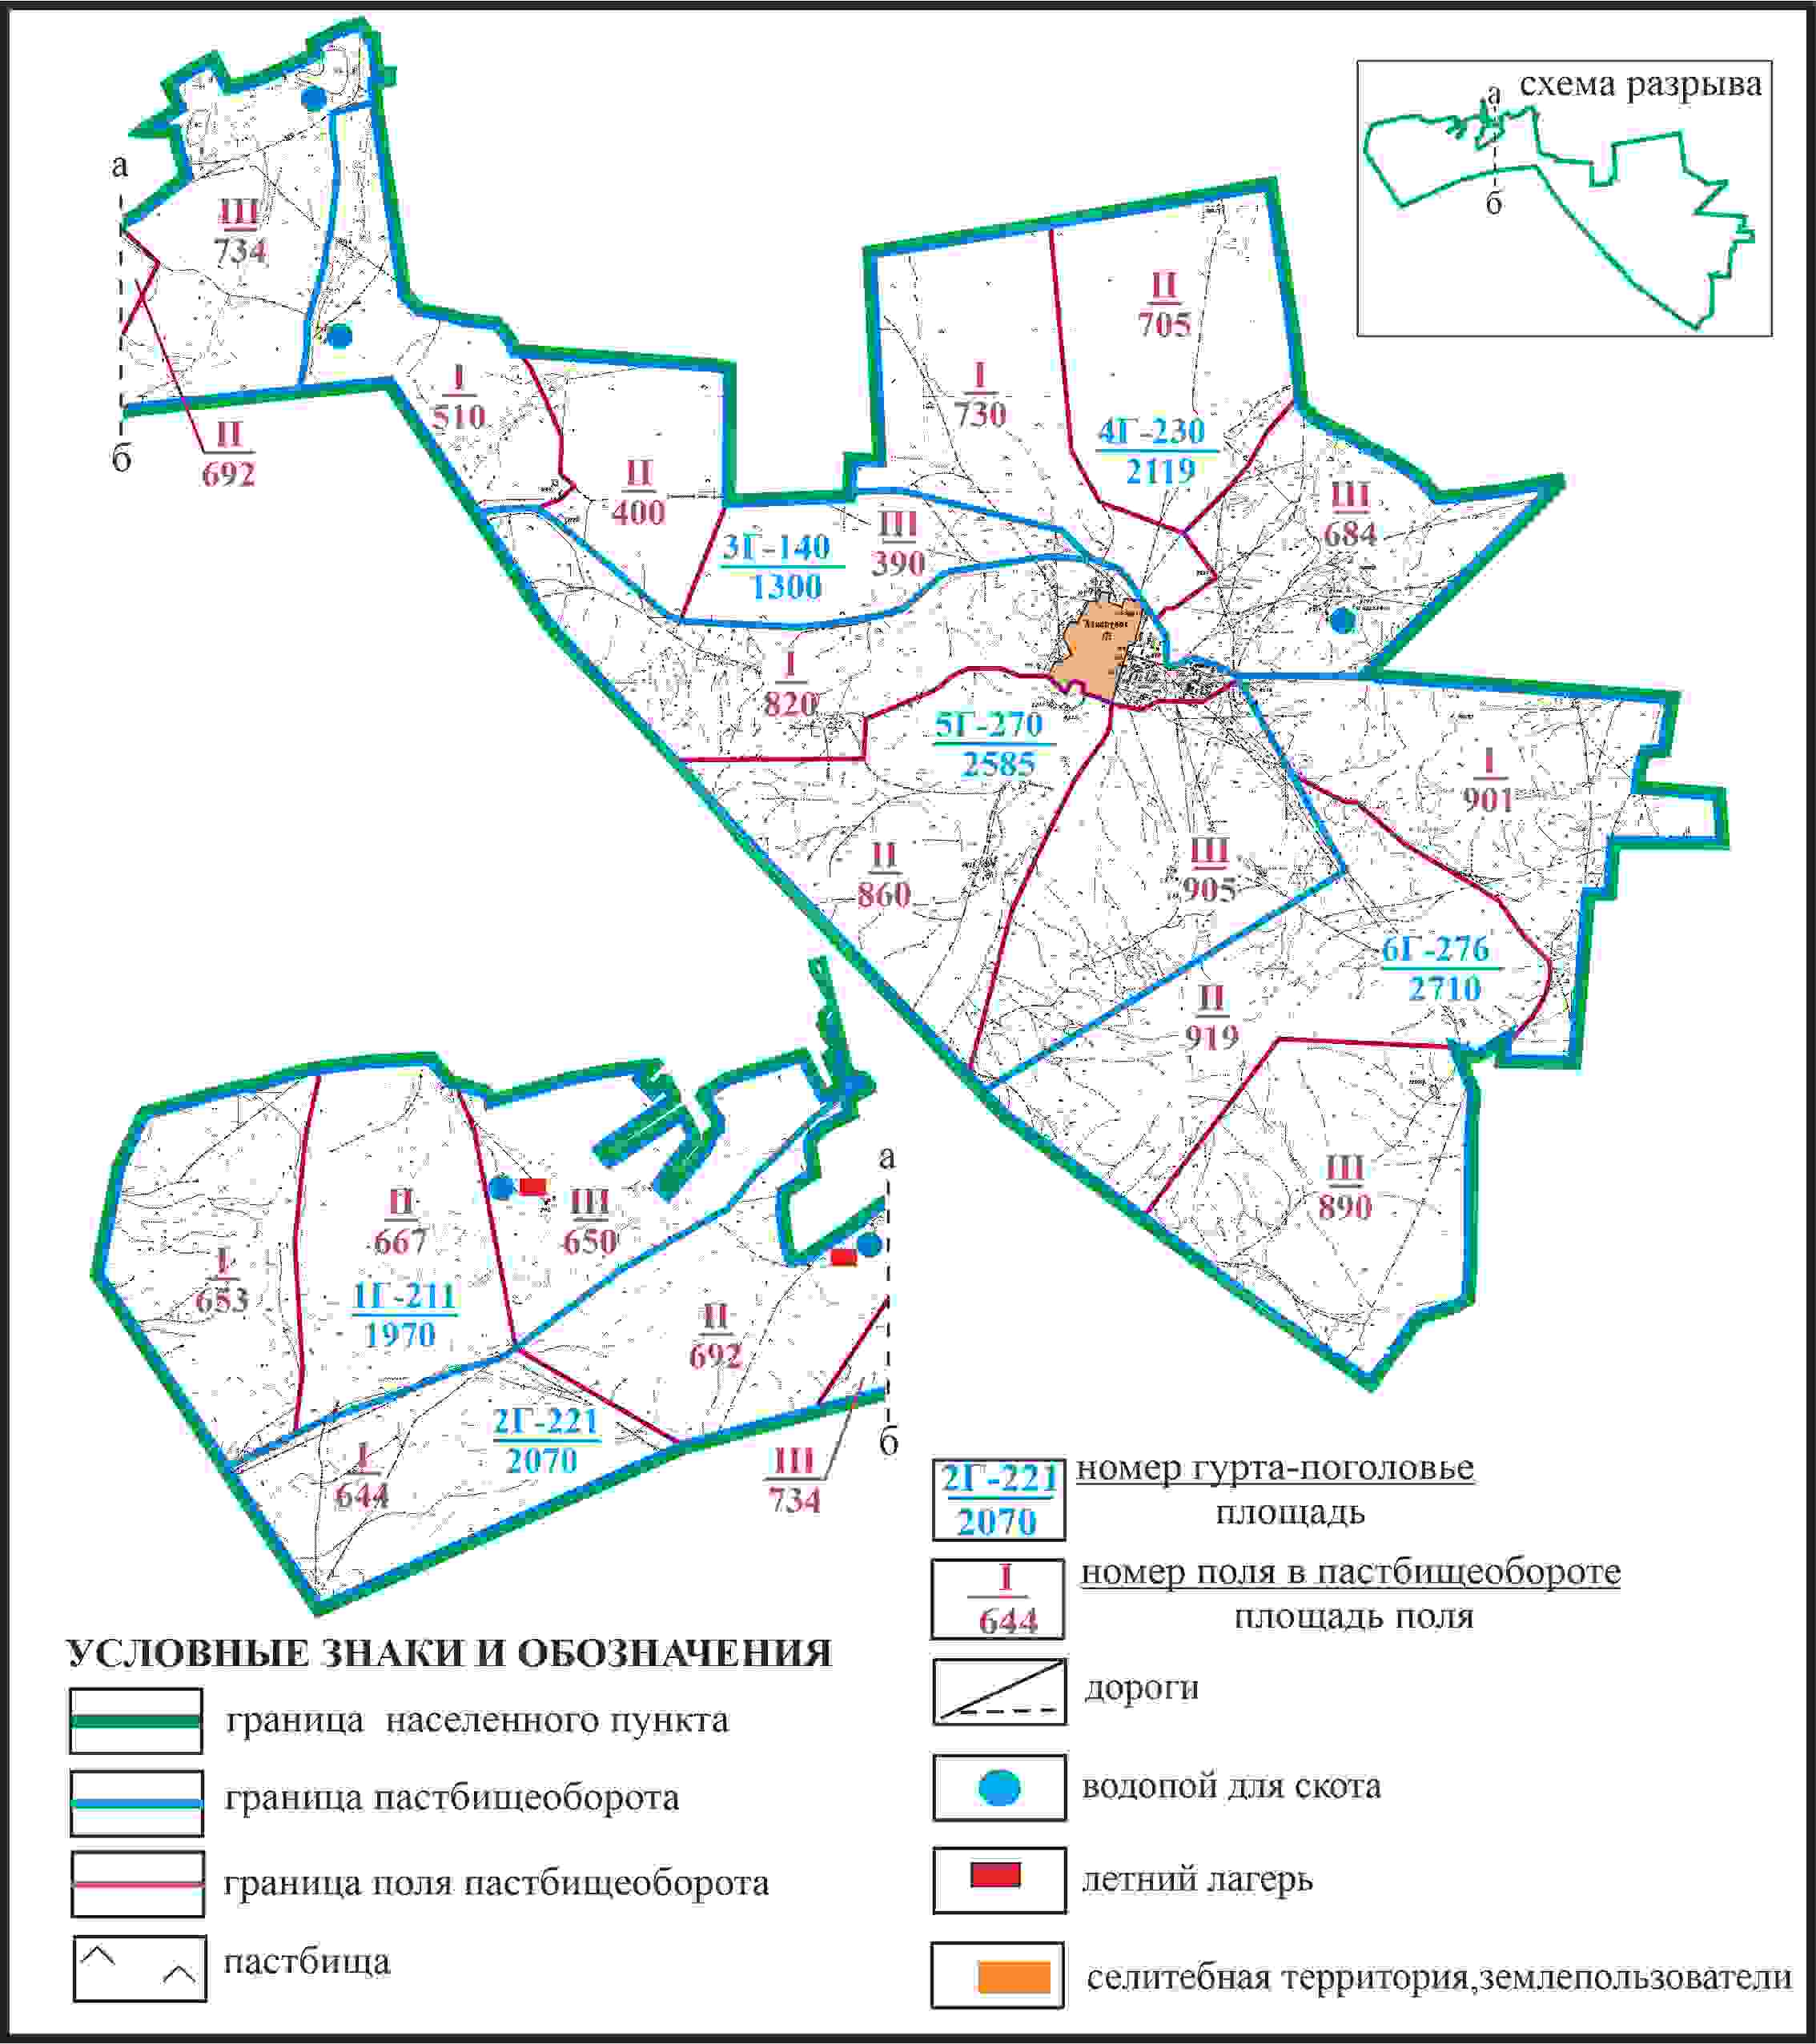 схема разрыва
а
б
а
III
734
б
II
692
I
510
II
400
3Г-140
1300
III
390
I
730
II
705
4Г-230
2119
III
684
I
820
5Г-270
2585
II
860
III
905
I
901
6Г-276
2710
II
919
III
890
а
I
653
II
667
1Г-211
1970
III
650
II
692
I
644
2Г-221
2070
III
734
б
УСЛОВНЫЕ ЗНАКИ И ОБОЗНАЧЕНИЯ
граница населенного пункта
граница пастбищеоборота
граница поля пастбищеоборота
пастбища
2Г-221
2070
номер гурта-поголовье
площадь
I
644
номер поля в пастбищеобороте
площадь поля
дороги
водопой для скота
летний лагерь
селитебная территория,землепользователи